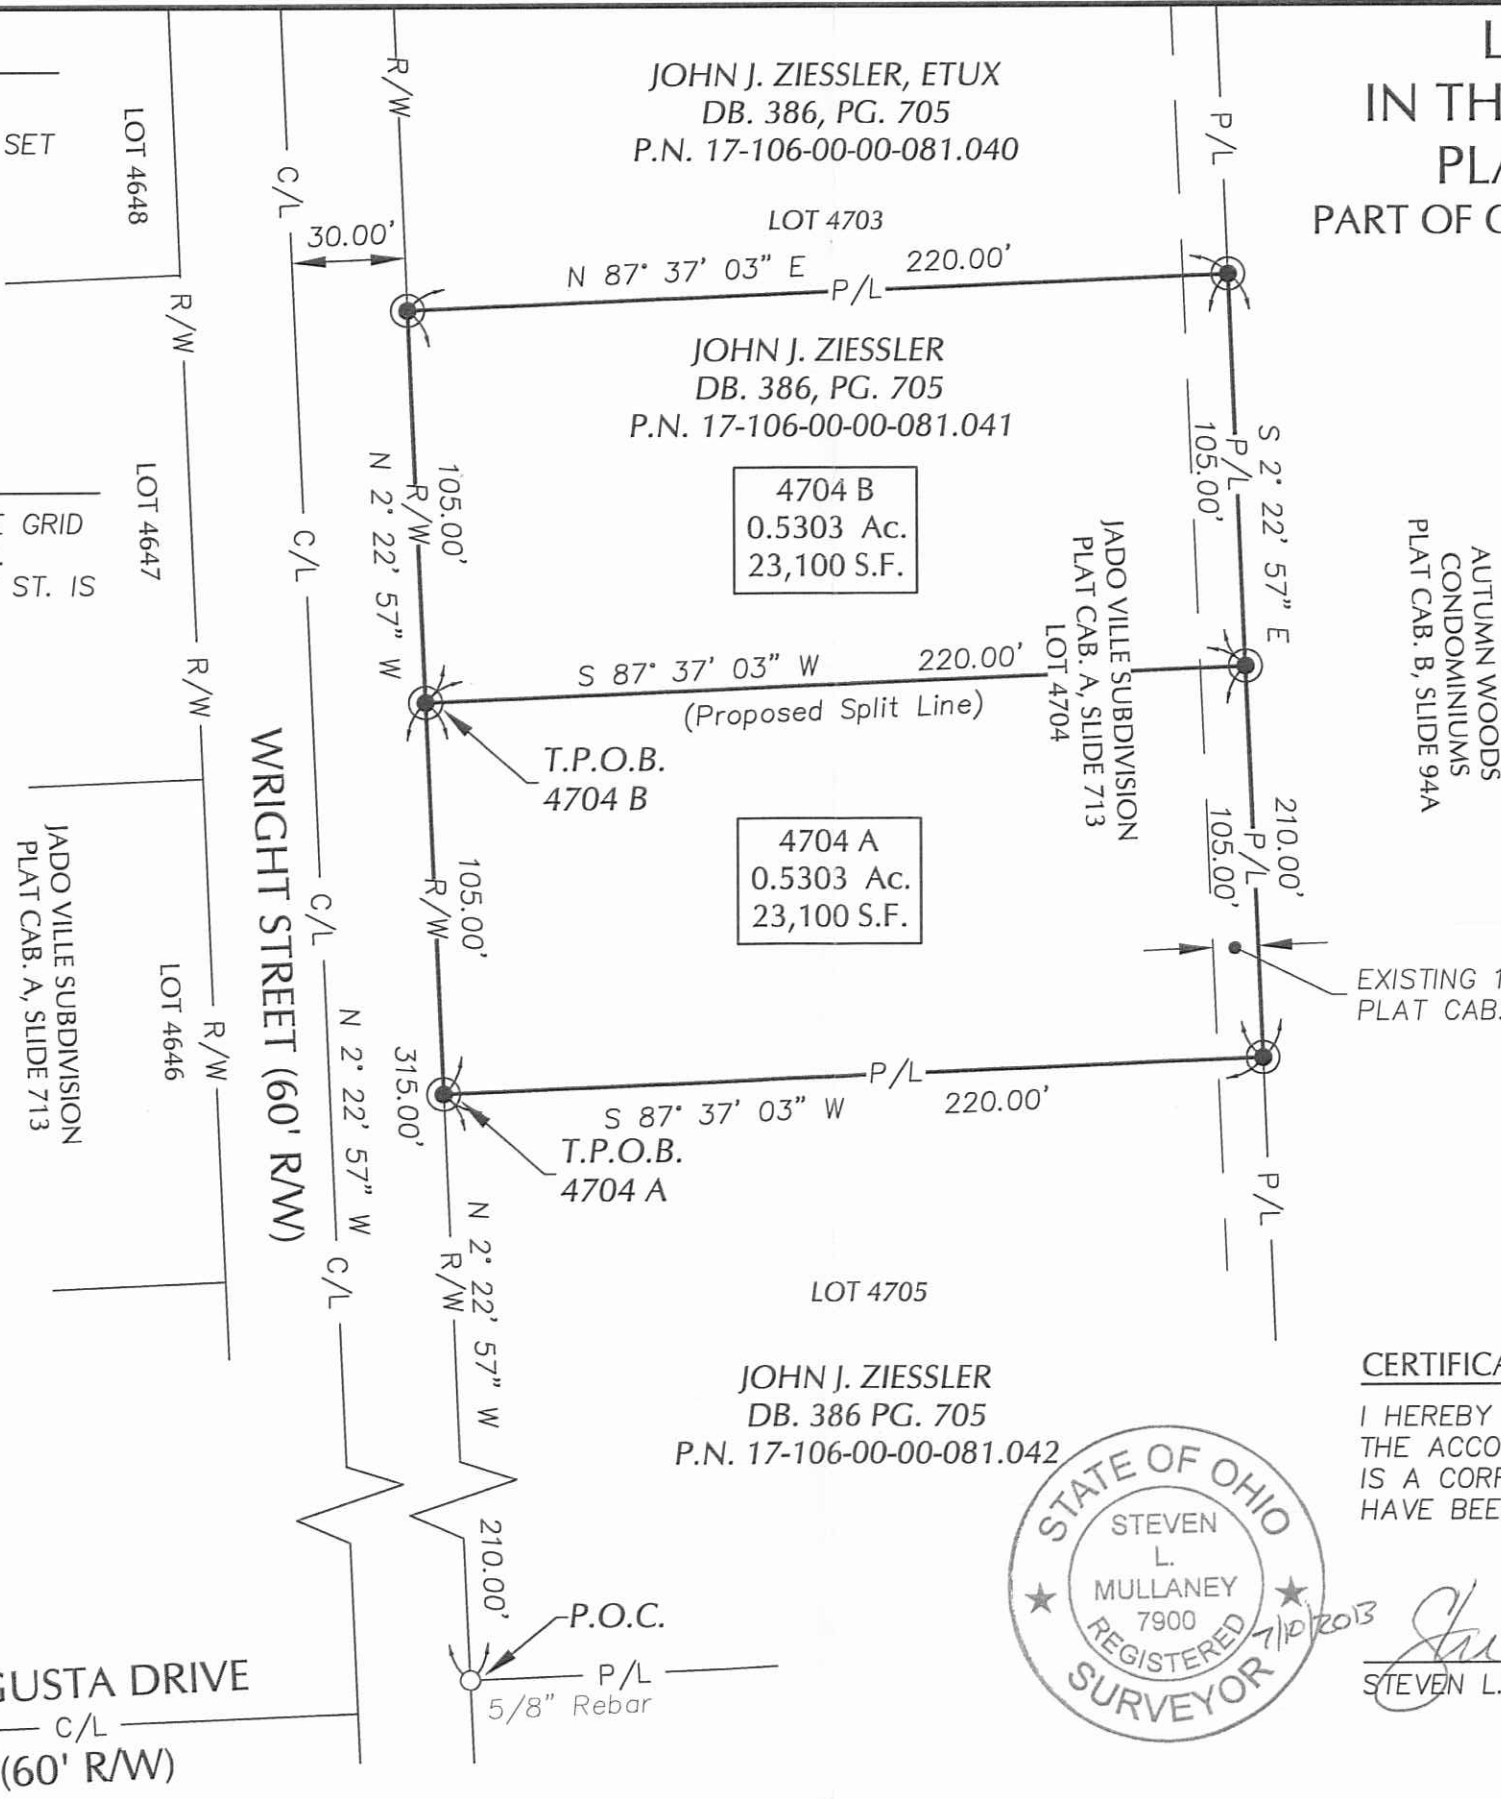 JOHN J. ZIESSLER, ETUX
DB. 386, PG. 705
P.N. 17-106-00-00-081.040
LOT 4703
R/W
C/L
P/L
L
IN TH
PLA
PART OF
SET
LOT 4648
30.00'
N 87° 37' 03" E 220.00'
P/L
R/W
JOHN J. ZIESSLER
DB. 386, PG. 705
P.N. 17-106-00-00-081.041
4704 B
0.5303 Ac.
23,100 S.F.
N 2° 22' 57" W
R/W
105.00'
105.00'
P/L
S 2° 22' 57" E
LOT 4647
GRID
ST. IS
C/L
R/W
JADO VILLE SUBDIVISION
PLAT CAB. A, SLIDE 713
LOT 4704
AUTUMN WOODS
CONDOMINIUMS
PLAT CAB. B, SLIDE 94A
S 87° 37' 03" W 220.00'
(Proposed Split Line)
T.P.O.B.
4704 B
4704 A
0.5303 Ac.
23,100 S.F.
WRIGHT STREET (60' R/W)
105.00'
R/W
210.00'
P/L
105.00'
C/L
JADO VILLE SUBDIVISION
PLAT CAB. A, SLIDE 713
LOT 4646
R/W
N 2° 22' 57" W
315.00'
EXISTING 1
PLAT CAB.
P/L
S 87° 37' 03" W 220.00'
T.P.O.B.
4704 A
P/L
C/L
N 2° 22' 57" W
R/W
LOT 4705
JOHN J. ZIESSLER
DB. 386 PG. 705
P.N. 17-106-00-00-081.042
CERTIFICA
I HEREBY
THE ACCO
IS A CORR
HAVE BEE
STATE OF OHIO
STEVEN
L.
MULLANEY
7900
REGISTERED
SURVEYOR
7/10/2013
STEVEN L.
210.00'
P.O.C.
P/L
5/8" Rebar
GUSTA DRIVE
C/L
(60' R/W)